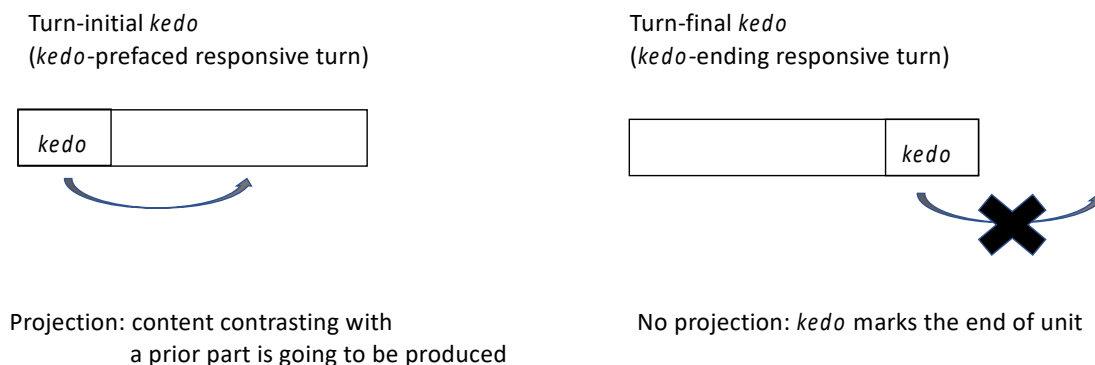 Turn-initial kedo
(kedo-prefaced responsive turn)
kedo
Projection: content contrasting with
a prior part is going to be produced
Turn-final kedo
(kedo-ending responsive turn)
kedo
No projection: kedo marks the end of unit